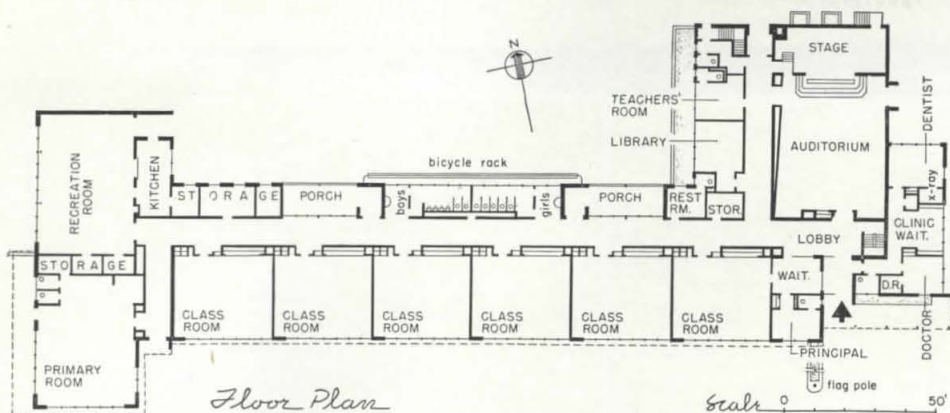 N
STAGE
DENTIST
TEACHERS' ROOM
LIBRARY
AUDITORIUM
x-ray
RECREATION ROOM
KITCHEN
bicycle rack
STORAGE
PORCH
boys
girls
PORCH
REST RM.
STOR.
LOBBY
CLINIC WAIT.
STORAGE
WAIT.
D.R.
CLASS ROOM
CLASS ROOM
CLASS ROOM
CLASS ROOM
CLASS ROOM
CLASS ROOM
PRIMARY ROOM
PRINCIPAL
DOCTOR
flag pole
Floor Plan
Scale 0 50'